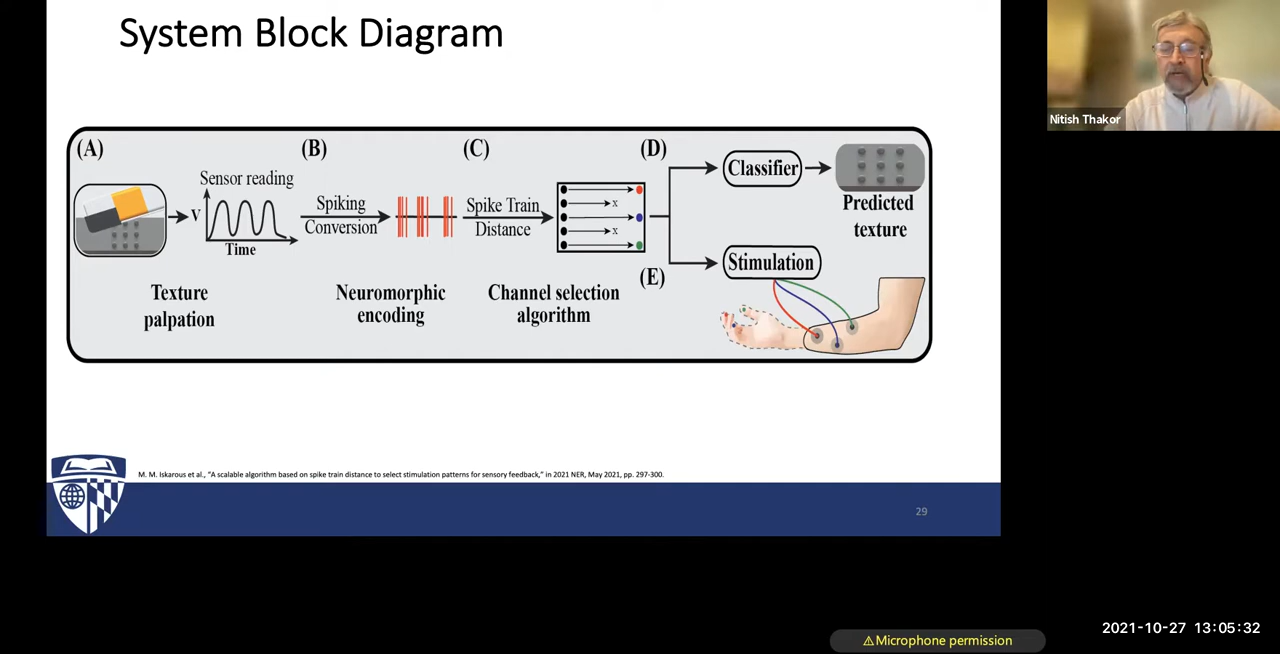 System Block Diagram
Nitish Thakor
(A)
(B)
(C)
(D)
Sensor reading
V
Time
Spiking
Conversion
Spike Train
Distance
x
x
Classifier
Predicted
texture
(E)
Stimulation
Texture
palpation
Neuromorphic
encoding
Channel selection
algorithm
M. M. Iskarous et al., "A scalable algorithm based on spike train distance to select stimulation patterns for sensory feedback," in 2021 NER, May 2021, pp. 297-300.
29
2021-10-27 13:05:32
⚠Microphone permission